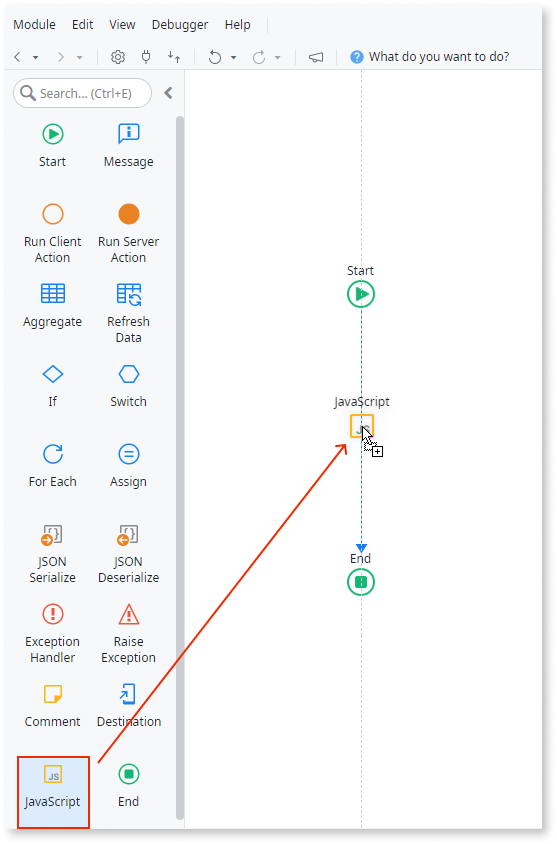 Module Edit View Debugger Help
What do you want to do?
Search... (Ctrl+E)
Start Message
Run Client Run Server
Action Action
Aggregate Refresh
Data
If Switch
For Each Assign
JSON JSON
Serialize Deserialize
Exception Raise
Handler Exception
Comment Destination
JS
JavaScript End
Start
JavaScript
JS
End